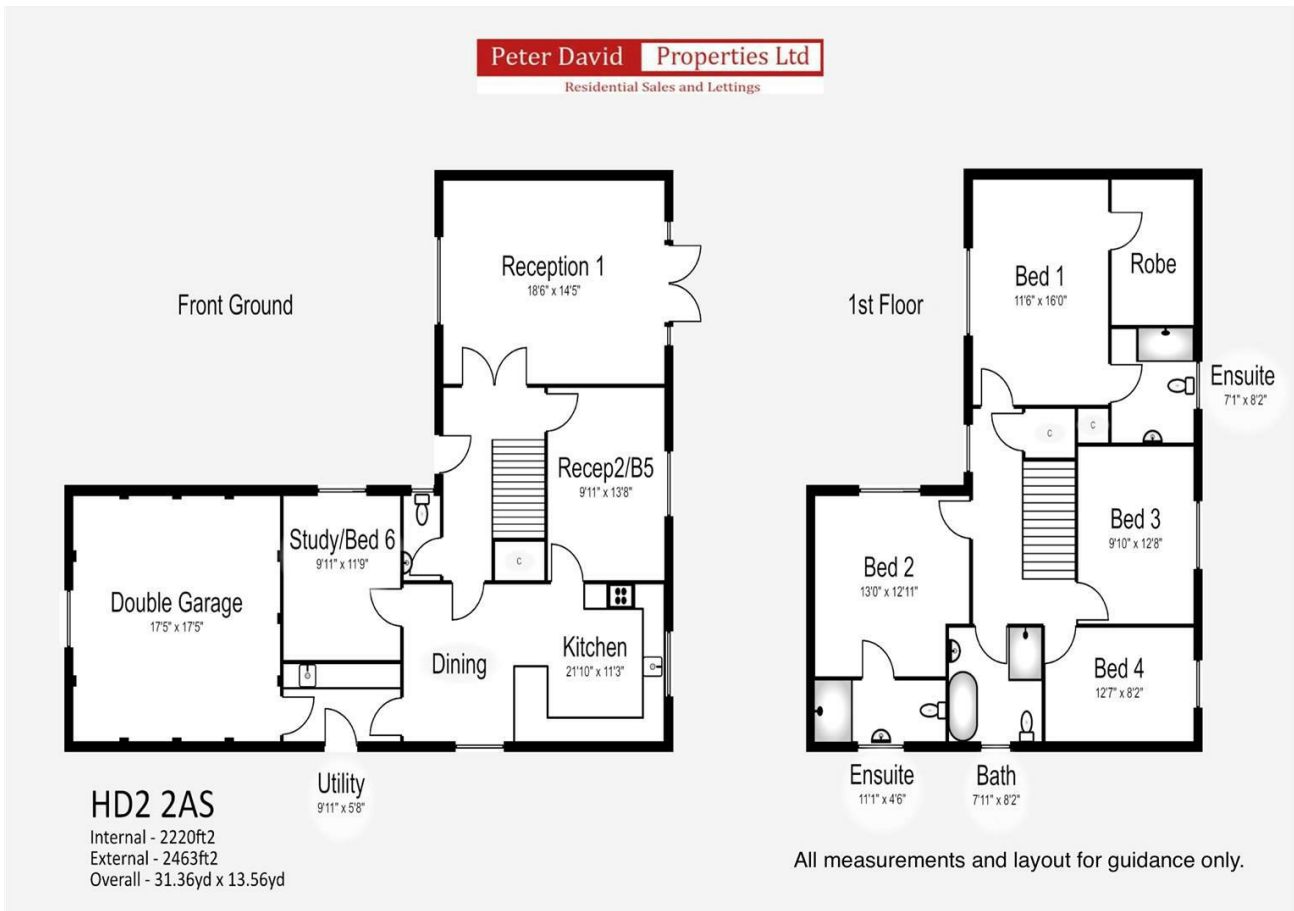 Peter David Properties Ltd
Residential Sales and Lettings
Front Ground
Reception 1
18'6" x 14'5"
Recep2/B5
9'11" x 13'8"
Study/Bed 6
9'11" x 11'9"
C
Double Garage
17'5" x 17'5"
Dining
Kitchen
21'10" x 11'3"
Utility
9'11" x 5'8"
1st Floor
Bed 1
11'6" x 16'0"
Robe
Ensuite
7'1" x 8'2"
C
C
Bed 3
9'10" x 12'8"
Bed 2
13'0" x 12'11"
Bed 4
12'7" x 8'2"
Ensuite
11'1" x 4'6"
Bath
7'11" x 8'2"
HD2 2AS
Internal - 2220ft2
External - 2463ft2
Overall - 31.36yd x 13.56yd
All measurements and layout for guidance only.